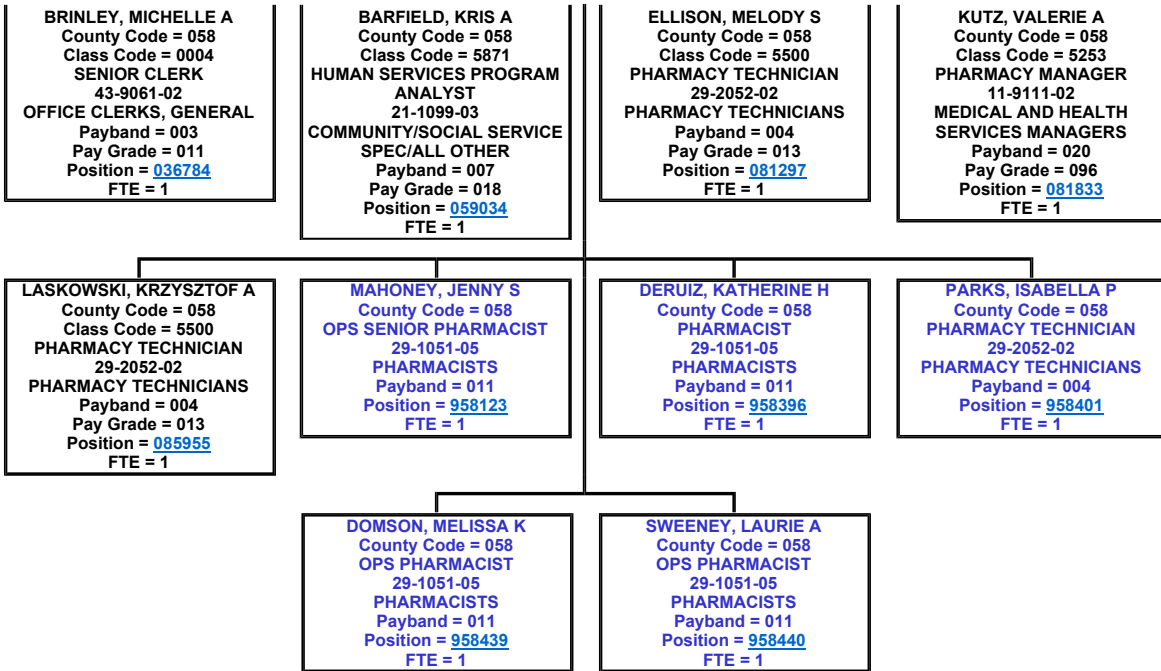 BRINLEY, MICHELLE A
County Code = 058
Class Code = 0004
SENIOR CLERK
43-9061-02
OFFICE CLERKS, GENERAL
Payband = 003
Pay Grade = 011
Position = 036784
FTE = 1
BARFIELD, KRIS A
County Code = 058
Class Code = 5871
HUMAN SERVICES PROGRAM
ANALYST
21-1099-03
COMMUNITY/SOCIAL SERVICE
SPEC/ALL OTHER
Payband = 007
Pay Grade = 018
Position = 059034
FTE = 1
ELLISON, MELODY S
County Code = 058
Class Code = 5500
PHARMACY TECHNICIAN
29-2052-02
PHARMACY TECHNICIANS
Payband = 004
Pay Grade = 013
Position = 081297
FTE = 1
KUTZ, VALERIE A
County Code = 058
Class Code = 5253
PHARMACY MANAGER
11-9111-02
MEDICAL AND HEALTH
SERVICES MANAGERS
Payband = 020
Pay Grade = 096
Position = 081833
FTE = 1
LASKOWSKI, KRZYSZTOF A
County Code = 058
Class Code = 5500
PHARMACY TECHNICIAN
29-2052-02
PHARMACY TECHNICIANS
Payband = 004
Pay Grade = 013
Position = 085955
FTE = 1
MAHONEY, JENNY S
County Code = 058
OPS SENIOR PHARMACIST
29-1051-05
PHARMACISTS
Payband = 011
Position = 958123
FTE = 1
DERUIZ, KATHERINE H
County Code = 058
PHARMACIST
29-1051-05
PHARMACISTS
Payband = 011
Position = 958396
FTE = 1
PARKS, ISABELLA P
County Code = 058
PHARMACY TECHNICIAN
29-2052-02
PHARMACY TECHNICIANS
Payband = 004
Position = 958401
FTE = 1
DOMSON, MELISSA K
County Code = 058
OPS PHARMACIST
29-1051-05
PHARMACISTS
Payband = 011
Position = 958439
FTE = 1
SWEENEY, LAURIE A
County Code = 058
OPS PHARMACIST
29-1051-05
PHARMACISTS
Payband = 011
Position = 958440
FTE = 1